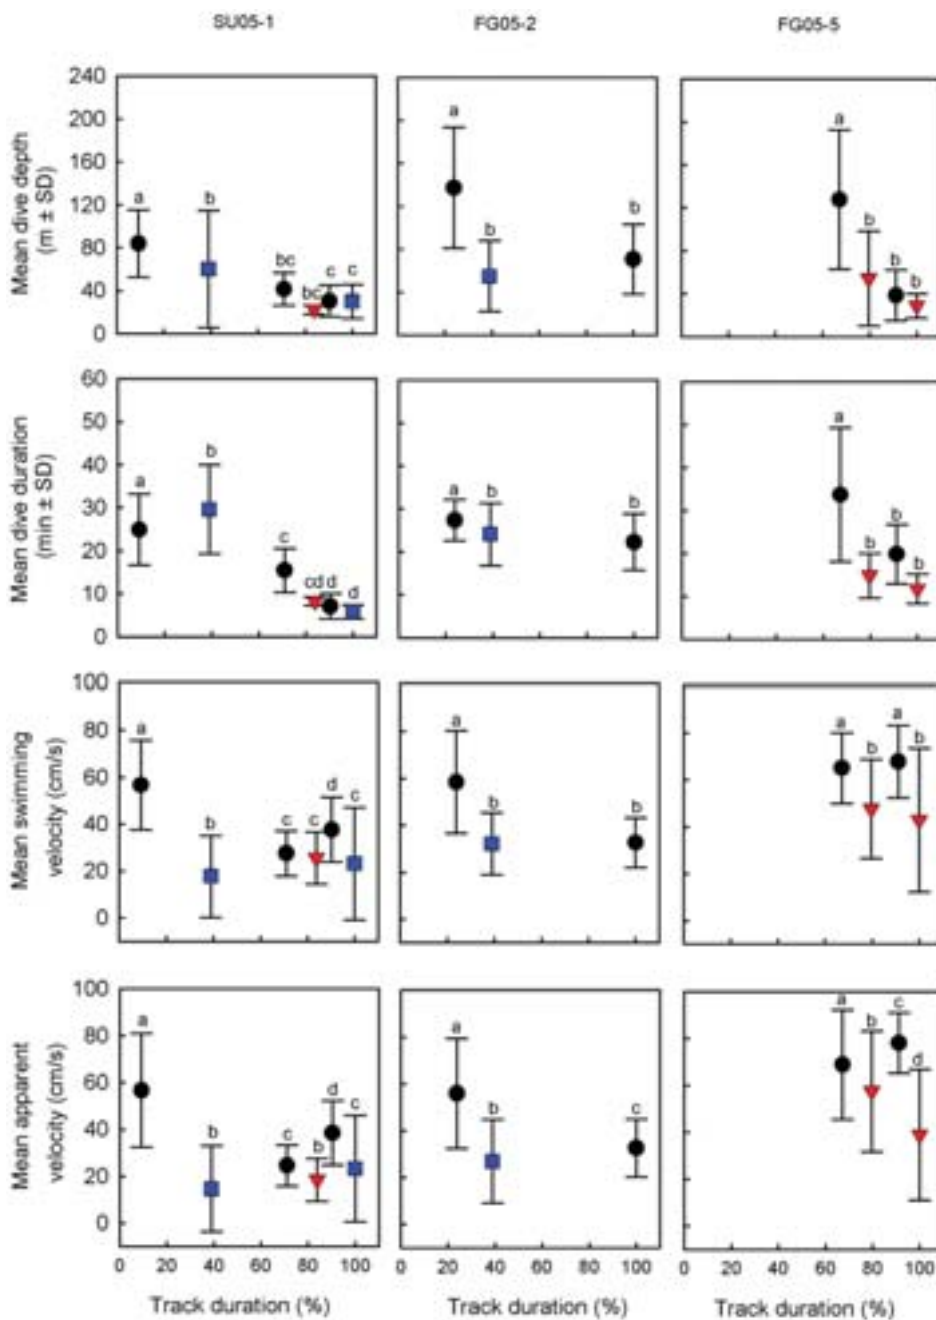 SU05-1 FG05-2 FG05-5
Mean dive depth
(m ± SD)
240
200
160
120
80
40
0
a b bc bc c c
a b b
a b b b
Mean dive duration
(min ± SD)
60
50
40
30
20
10
0
a b c cd d d
a b b
a b b b
Mean swimming
velocity (cm/s)
100
80
60
40
20
0
a b c c d c
a b b
a b a b
Mean apparent
velocity (cm/s)
100
80
60
40
20
0
a b c b d c
a b c
a b c d
0 20 40 60 80 100 0 20 40 60 80 100 0 20 40 60 80 100
Track duration (%) Track duration (%) Track duration (%)